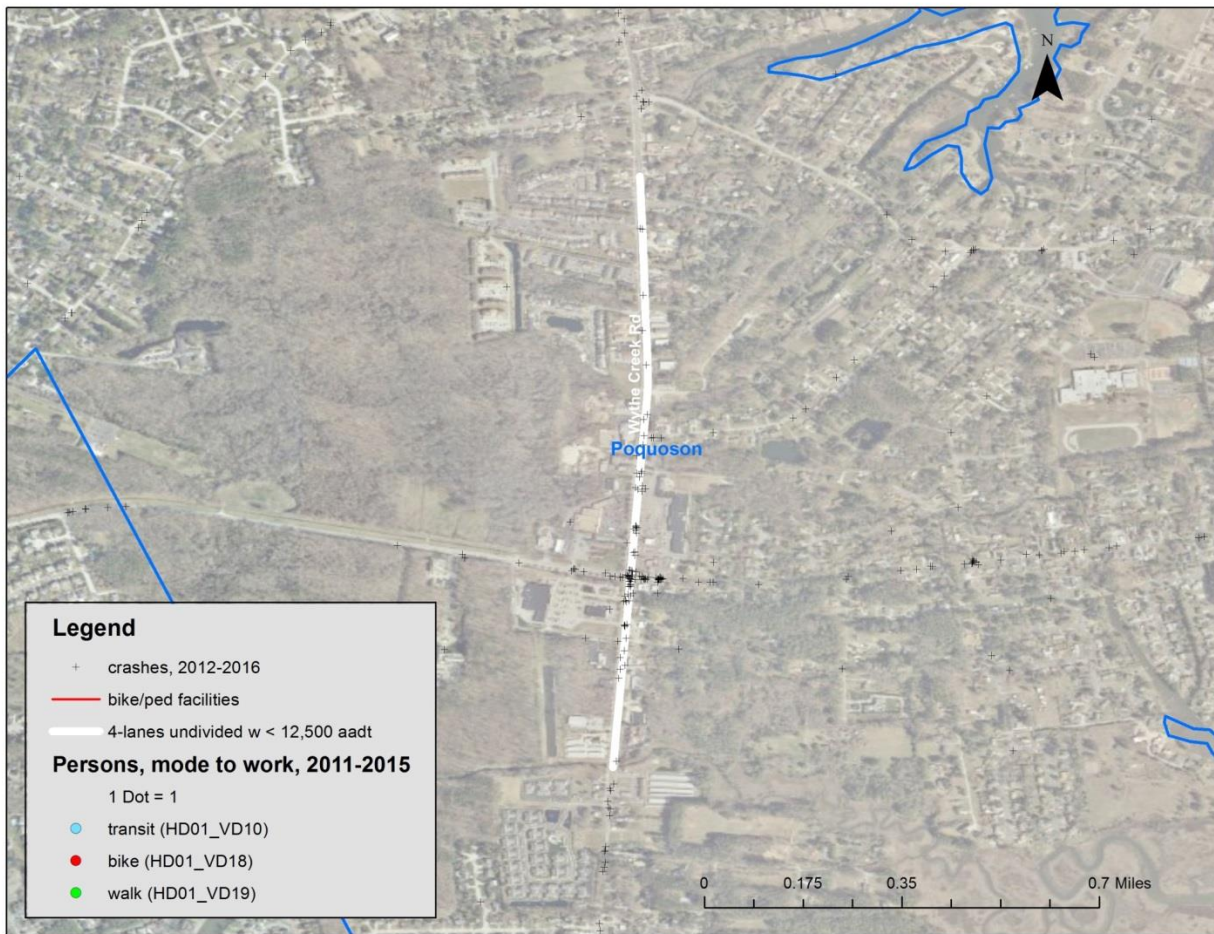 N
Wythe Creek Rd
Poquoson
Legend
crashes, 2012-2016
bike/ped facilities
4-lanes undivided w < 12,500 aadt
Persons, mode to work, 2011-2015
1 Dot = 1
transit (HD01_VD10)
bike (HD01_VD18)
walk (HD01_VD19)
0 0.175 0.35 0.7 Miles